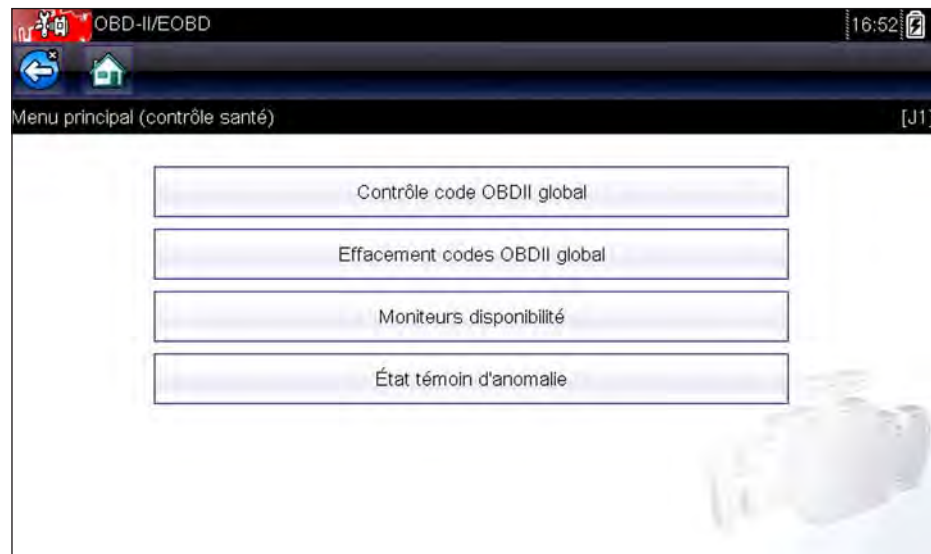 OBD-II/EOBD 16:52
Menu principal (contrôle santé) [J1]
Contrôle code OBDII global
Effacement codes OBDII global
Moniteurs disponibilité
État témoin d'anomalie